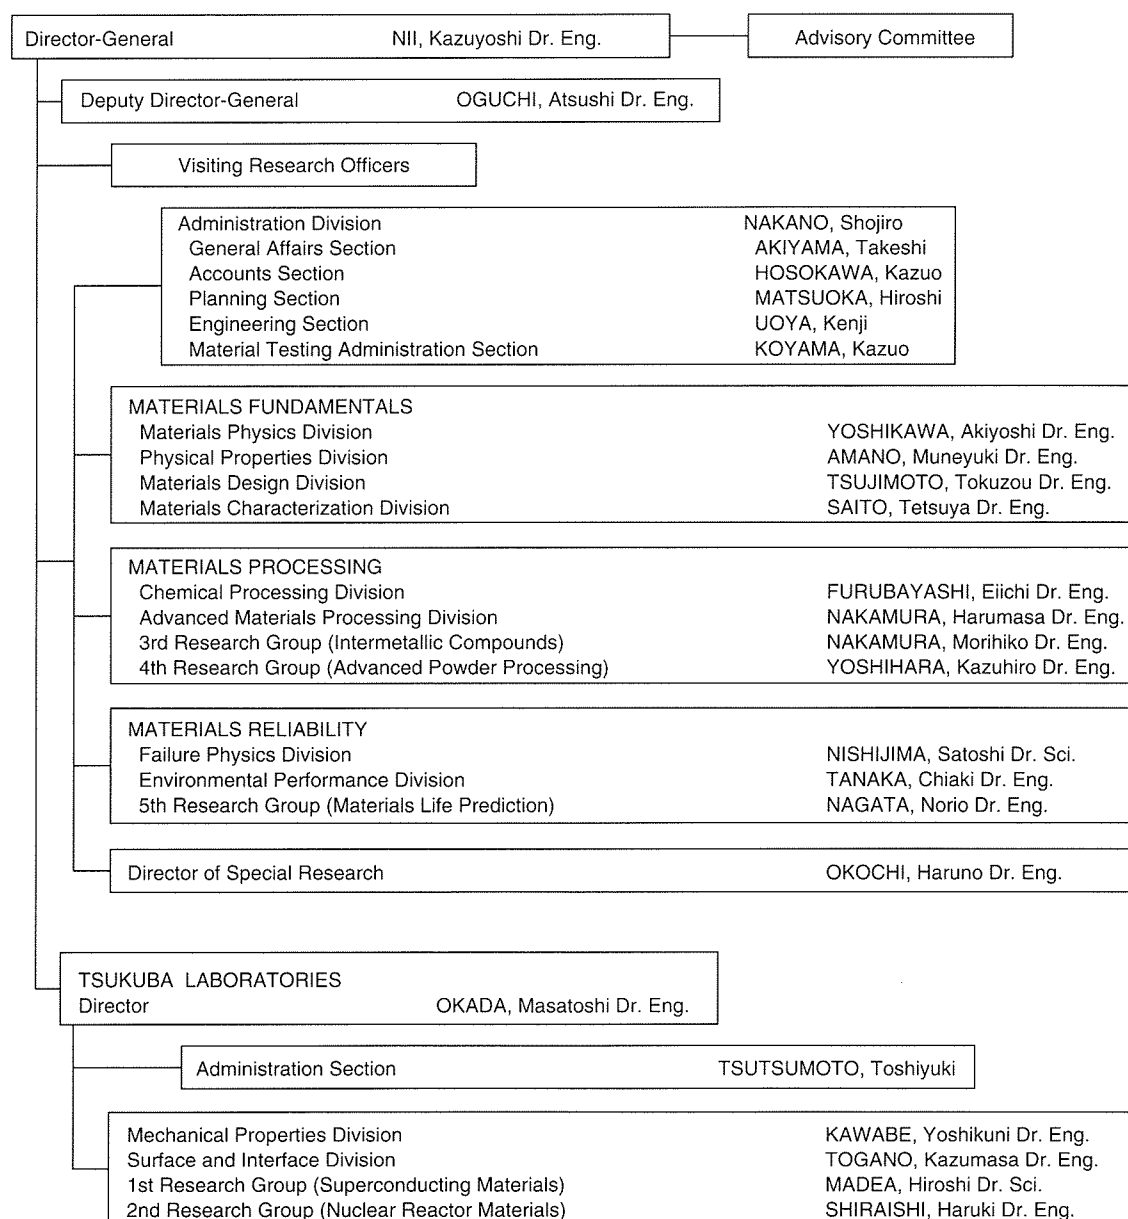 Director-General NII, Kazuyoshi Dr. Eng. Advisory Committee
Deputy Director-General OGUCHI, Atsushi Dr. Eng.
Visiting Research Officers
Administration Division NAKANO, Shojiro
General Affairs Section AKIYAMA, Takeshi
Accounts Section HOSOKAWA, Kazuo
Planning Section MATSUOKA, Hiroshi
Engineering Section UOYA, Kenji
Material Testing Administration Section KOYAMA, Kazuo
MATERIALS FUNDAMENTALS
Materials Physics Division YOSHIKAWA, Akiyoshi Dr. Eng.
Physical Properties Division AMANO, Muneyuki Dr. Eng.
Materials Design Division TSUJIMOTO, Tokuzou Dr. Eng.
Materials Characterization Division SAITO, Tetsuya Dr. Eng.
MATERIALS PROCESSING
Chemical Processing Division FURUBAYASHI, Eiichi Dr. Eng.
Advanced Materials Processing Division NAKAMURA, Harumasa Dr. Eng.
3rd Research Group (Intermetallic Compounds) NAKAMURA, Morihiko Dr. Eng.
4th Research Group (Advanced Powder Processing) YOSHIHARA, Kazuhiro Dr. Eng.
MATERIALS RELIABILITY
Failure Physics Division NISHIJIMA, Satoshi Dr. Sci.
Environmental Performance Division TANAKA, Chiaki Dr. Eng.
5th Research Group (Materials Life Prediction) NAGATA, Norio Dr. Eng.
Director of Special Research OKOCHI, Haruno Dr. Eng.
TSUKUBA LABORATORIES
Director OKADA, Masatoshi Dr. Eng.
Administration Section TSUTSUMOTO, Toshiyuki
Mechanical Properties Division KAWABE, Yoshikuni Dr. Eng.
Surface and Interface Division TOGANO, Kazumasa Dr. Eng.
1st Research Group (Superconducting Materials) MADEA, Hiroshi Dr. Sci.
2nd Research Group (Nuclear Reactor Materials) SHIRAISHI, Haruki Dr. Eng.